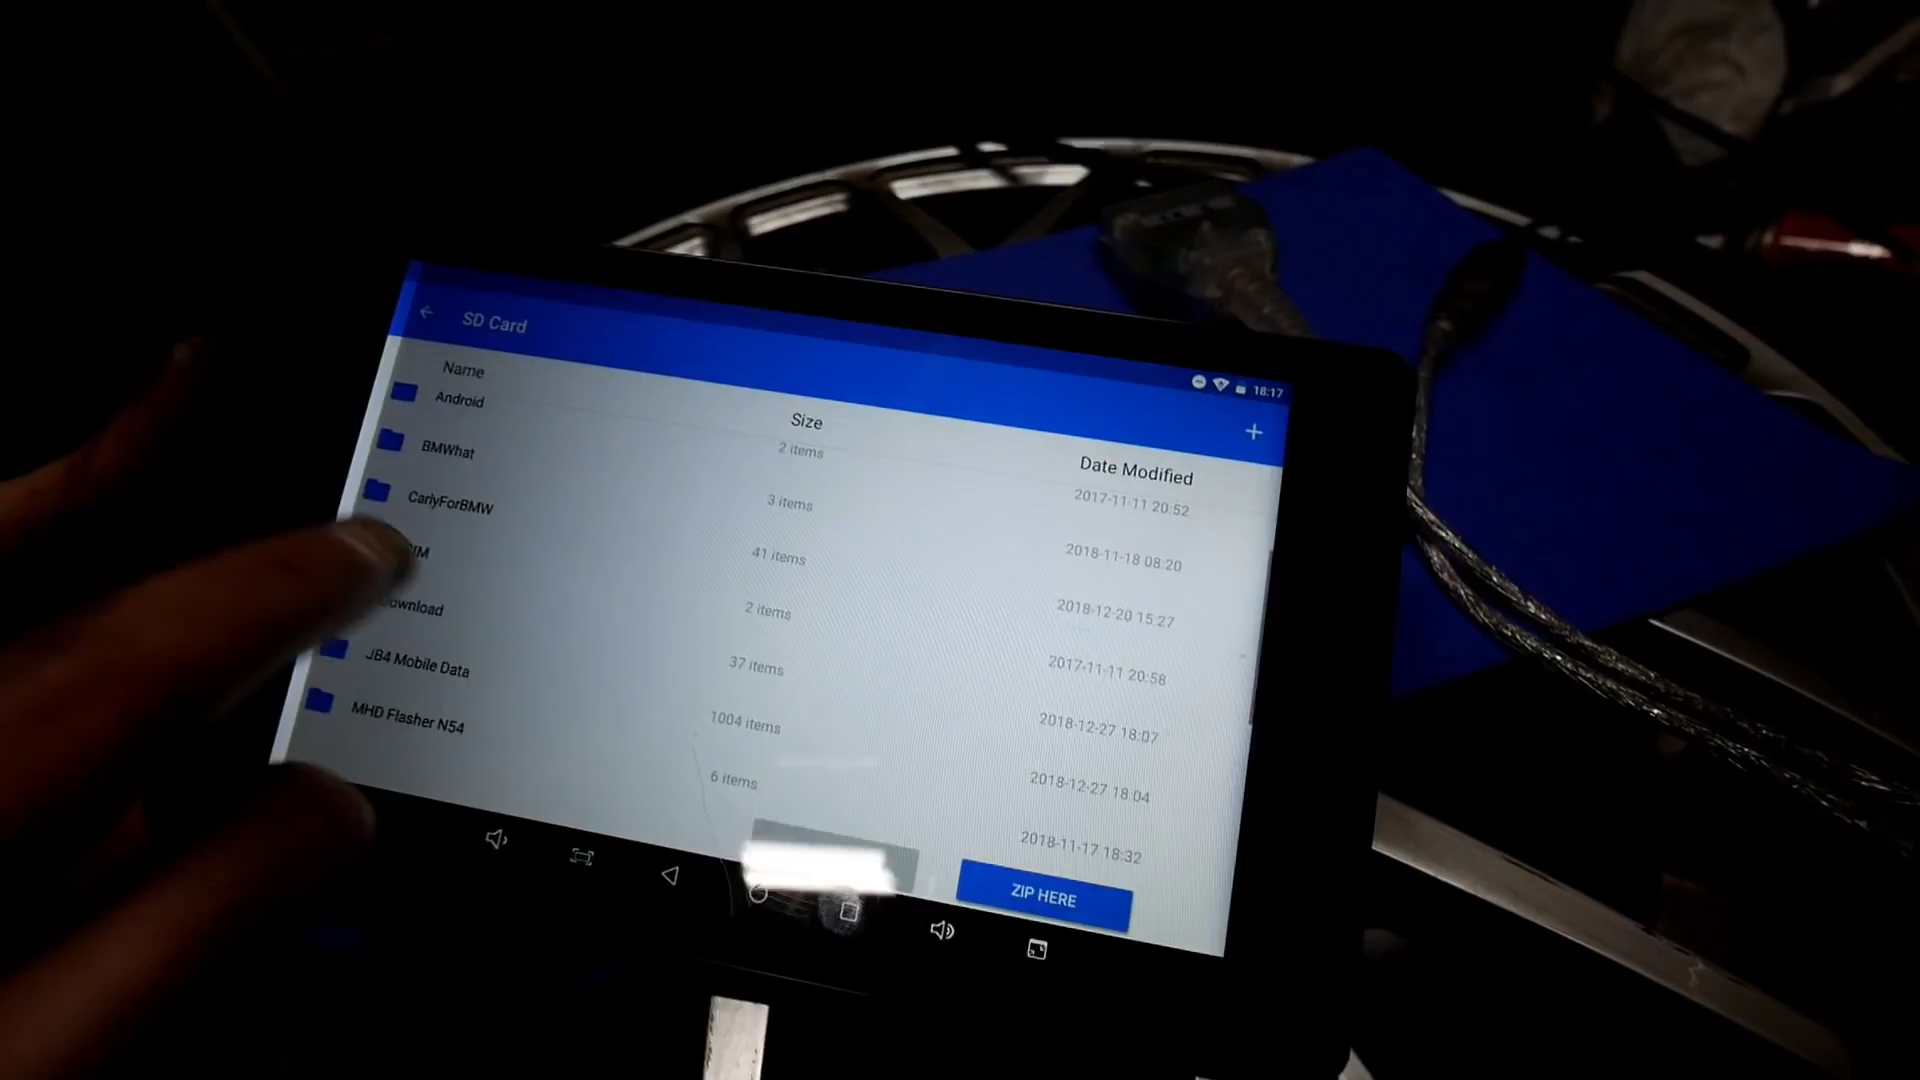 SD Card
18:17
Name Size Date Modified
Android 2 items 2017-11-11 20:52
BMWhat 3 items 2018-11-18 08:20
CarlyForBMW 41 items 2018-12-20 15:27
2 items 2017-11-11 20:58
ownload 37 items 2018-12-27 18:07
JB4 Mobile Data 1004 items 2018-12-27 18:04
MHD Flasher N54 6 items 2018-11-17 18:32
ZIP HERE